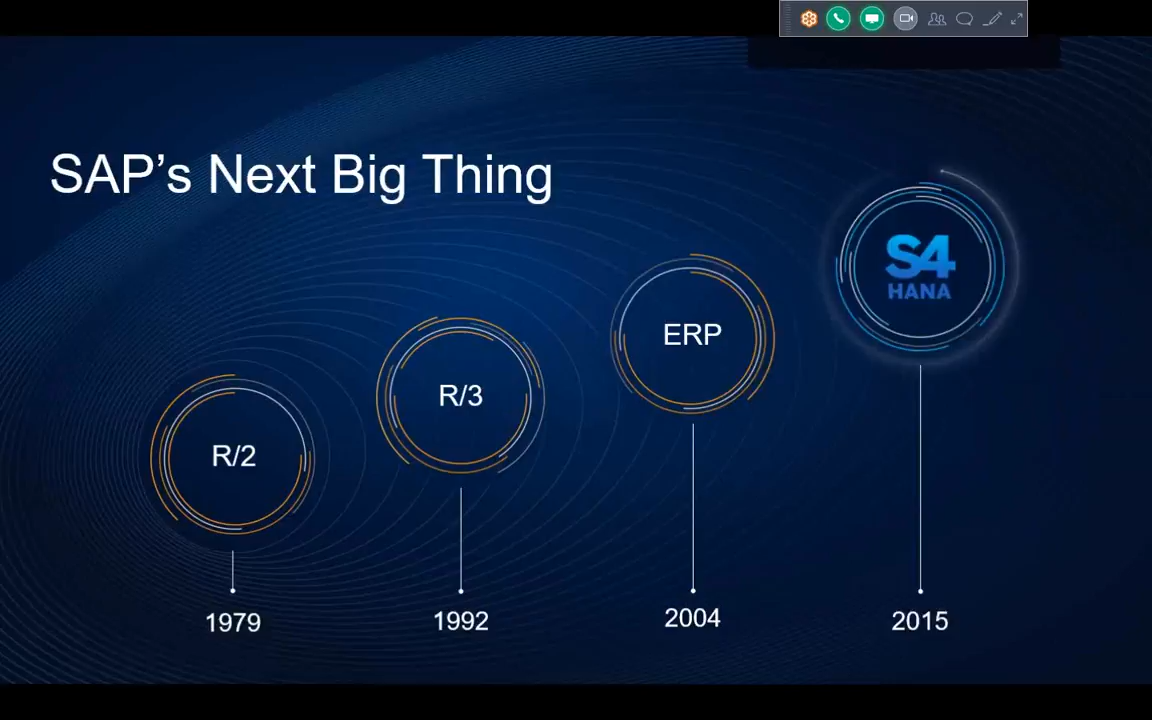 SAP’s Next Big Thing
S4
HANA
ERP
R/3
R/2
1979
1992
2004
2015